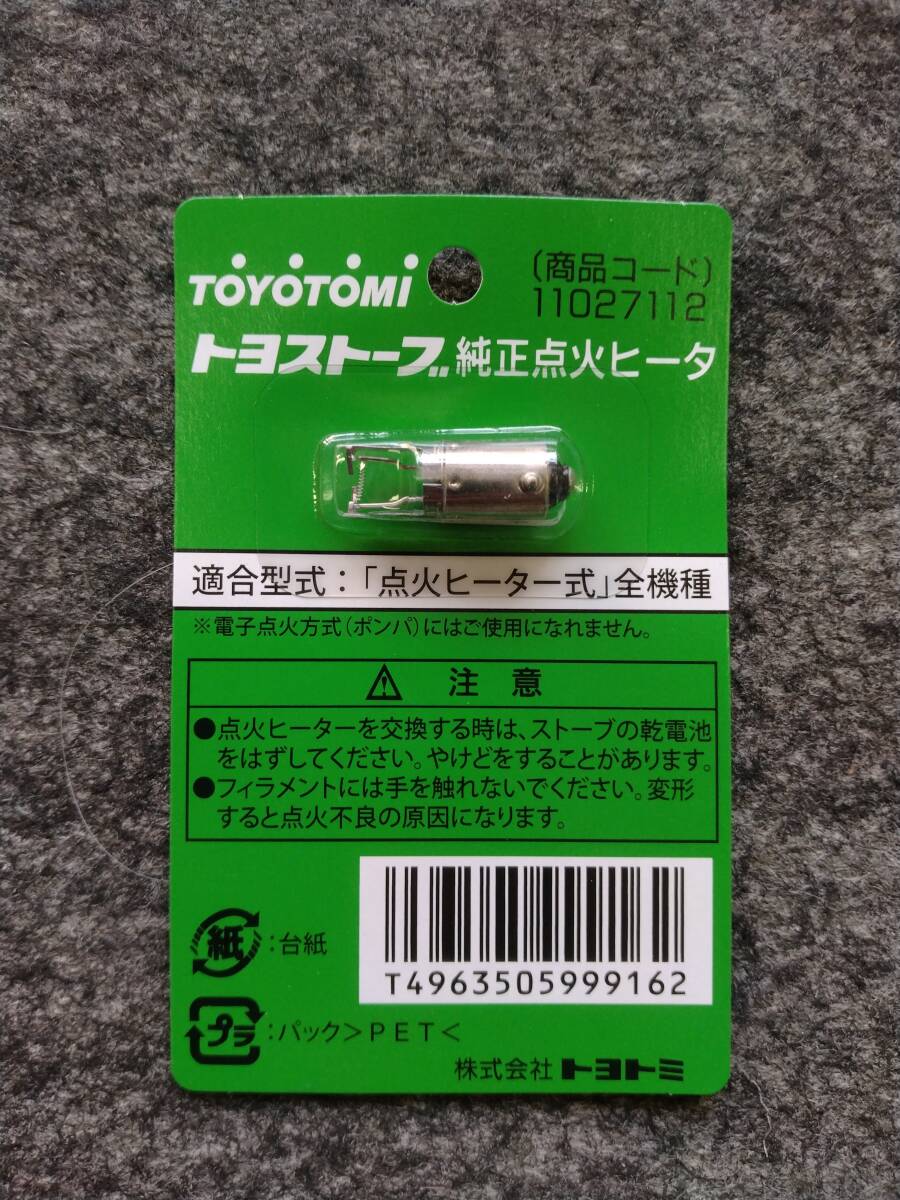 TOYOTOMI
(商品コード)
11027112
トヨストーブ 純正点火ヒータ
適合型式：「点火ヒーター式」全機種
※電子点火方式(ポンパ)にはご使用になれません。
注意
●点火ヒーターを交換する時は、ストーブの乾電池
をはずしてください。やけどをすることがあります。
●フィラメントには手を触れないでください。変形
すると点火不良の原因になります。
紙:台紙
プラ:パック＞PET＜
T4963505999162
株式会社 トヨトミ